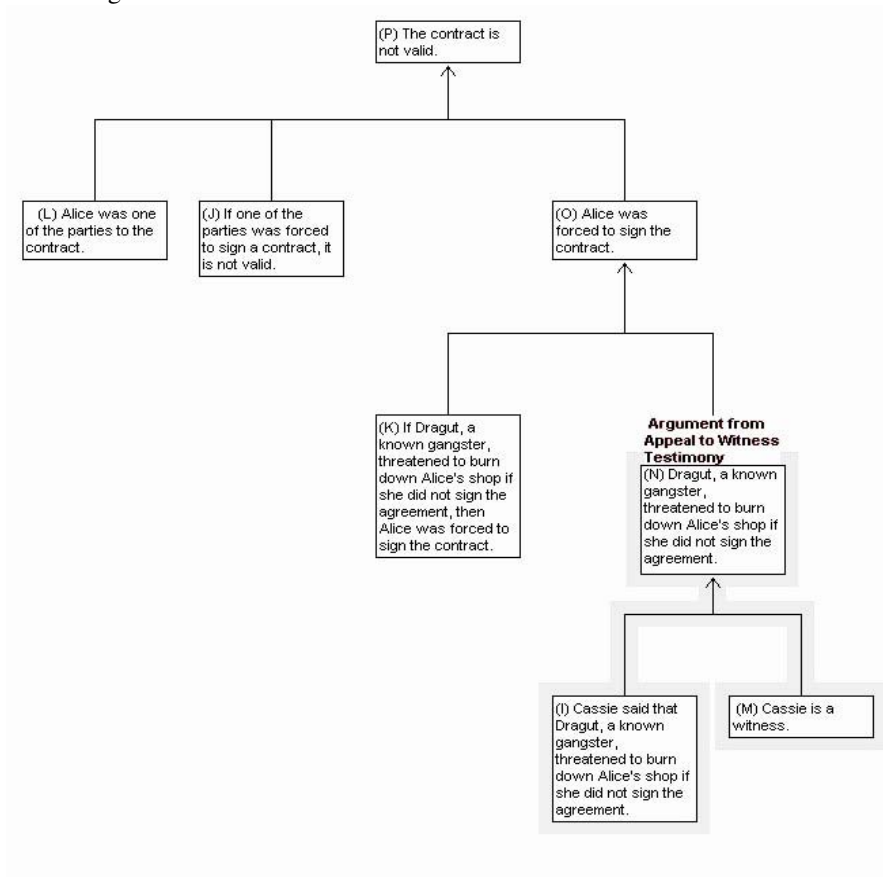 (P) The contract is
not valid.
(L) Alice was one
of the parties to the
contract.
(J) If one of the
parties was forced
to sign a contract, it
is not valid.
(O) Alice was
forced to sign the
contract.
(K) If Dragut, a
known gangster,
threatened to burn
down Alice's shop if
she did not sign the
agreement, then
Alice was forced to
sign the contract.
Argument from
Appeal to Witness
Testimony
(N) Dragut, a known
gangster,
threatened to burn
down Alice's shop if
she did not sign the
agreement.
(I) Cassie said that
Dragut, a known
gangster,
threatened to burn
down Alice's shop if
she did not sign the
agreement.
(M) Cassie is a
witness.